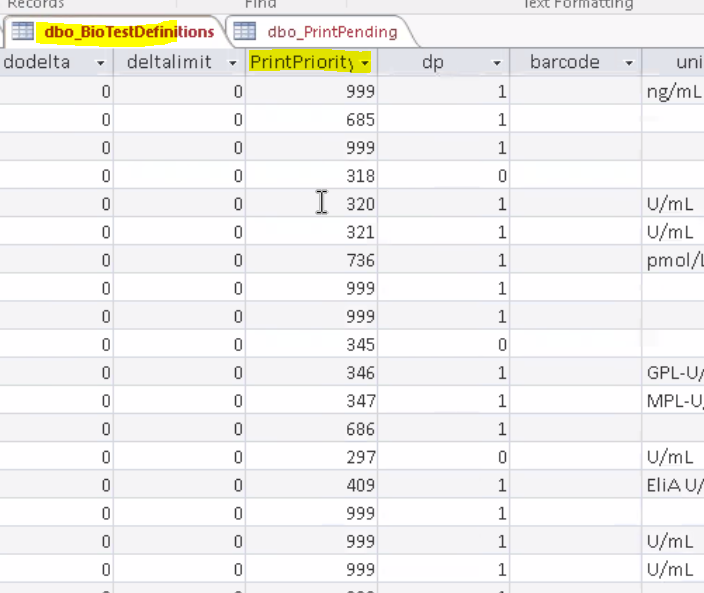 Records Find Text Formatting
dbo_BioTestDefinitions dbo_PrintPending
dodelta deltalimit PrintPriority dp barcode uni
0 0 999 1 ng/mL
0 0 685 1
0 0 999 1
0 0 318 0
0 0 320 1 U/mL
0 0 321 1 U/mL
0 0 736 1 pmol/L
0 0 999 1
0 0 999 1
0 0 345 0
0 0 346 1 GPL-U/
0 0 347 1 MPL-U
0 0 686 1
0 0 297 0 U/mL
0 0 409 1 EliA U/
0 0 999 1
0 0 999 1 U/mL
0 0 999 1 U/mL